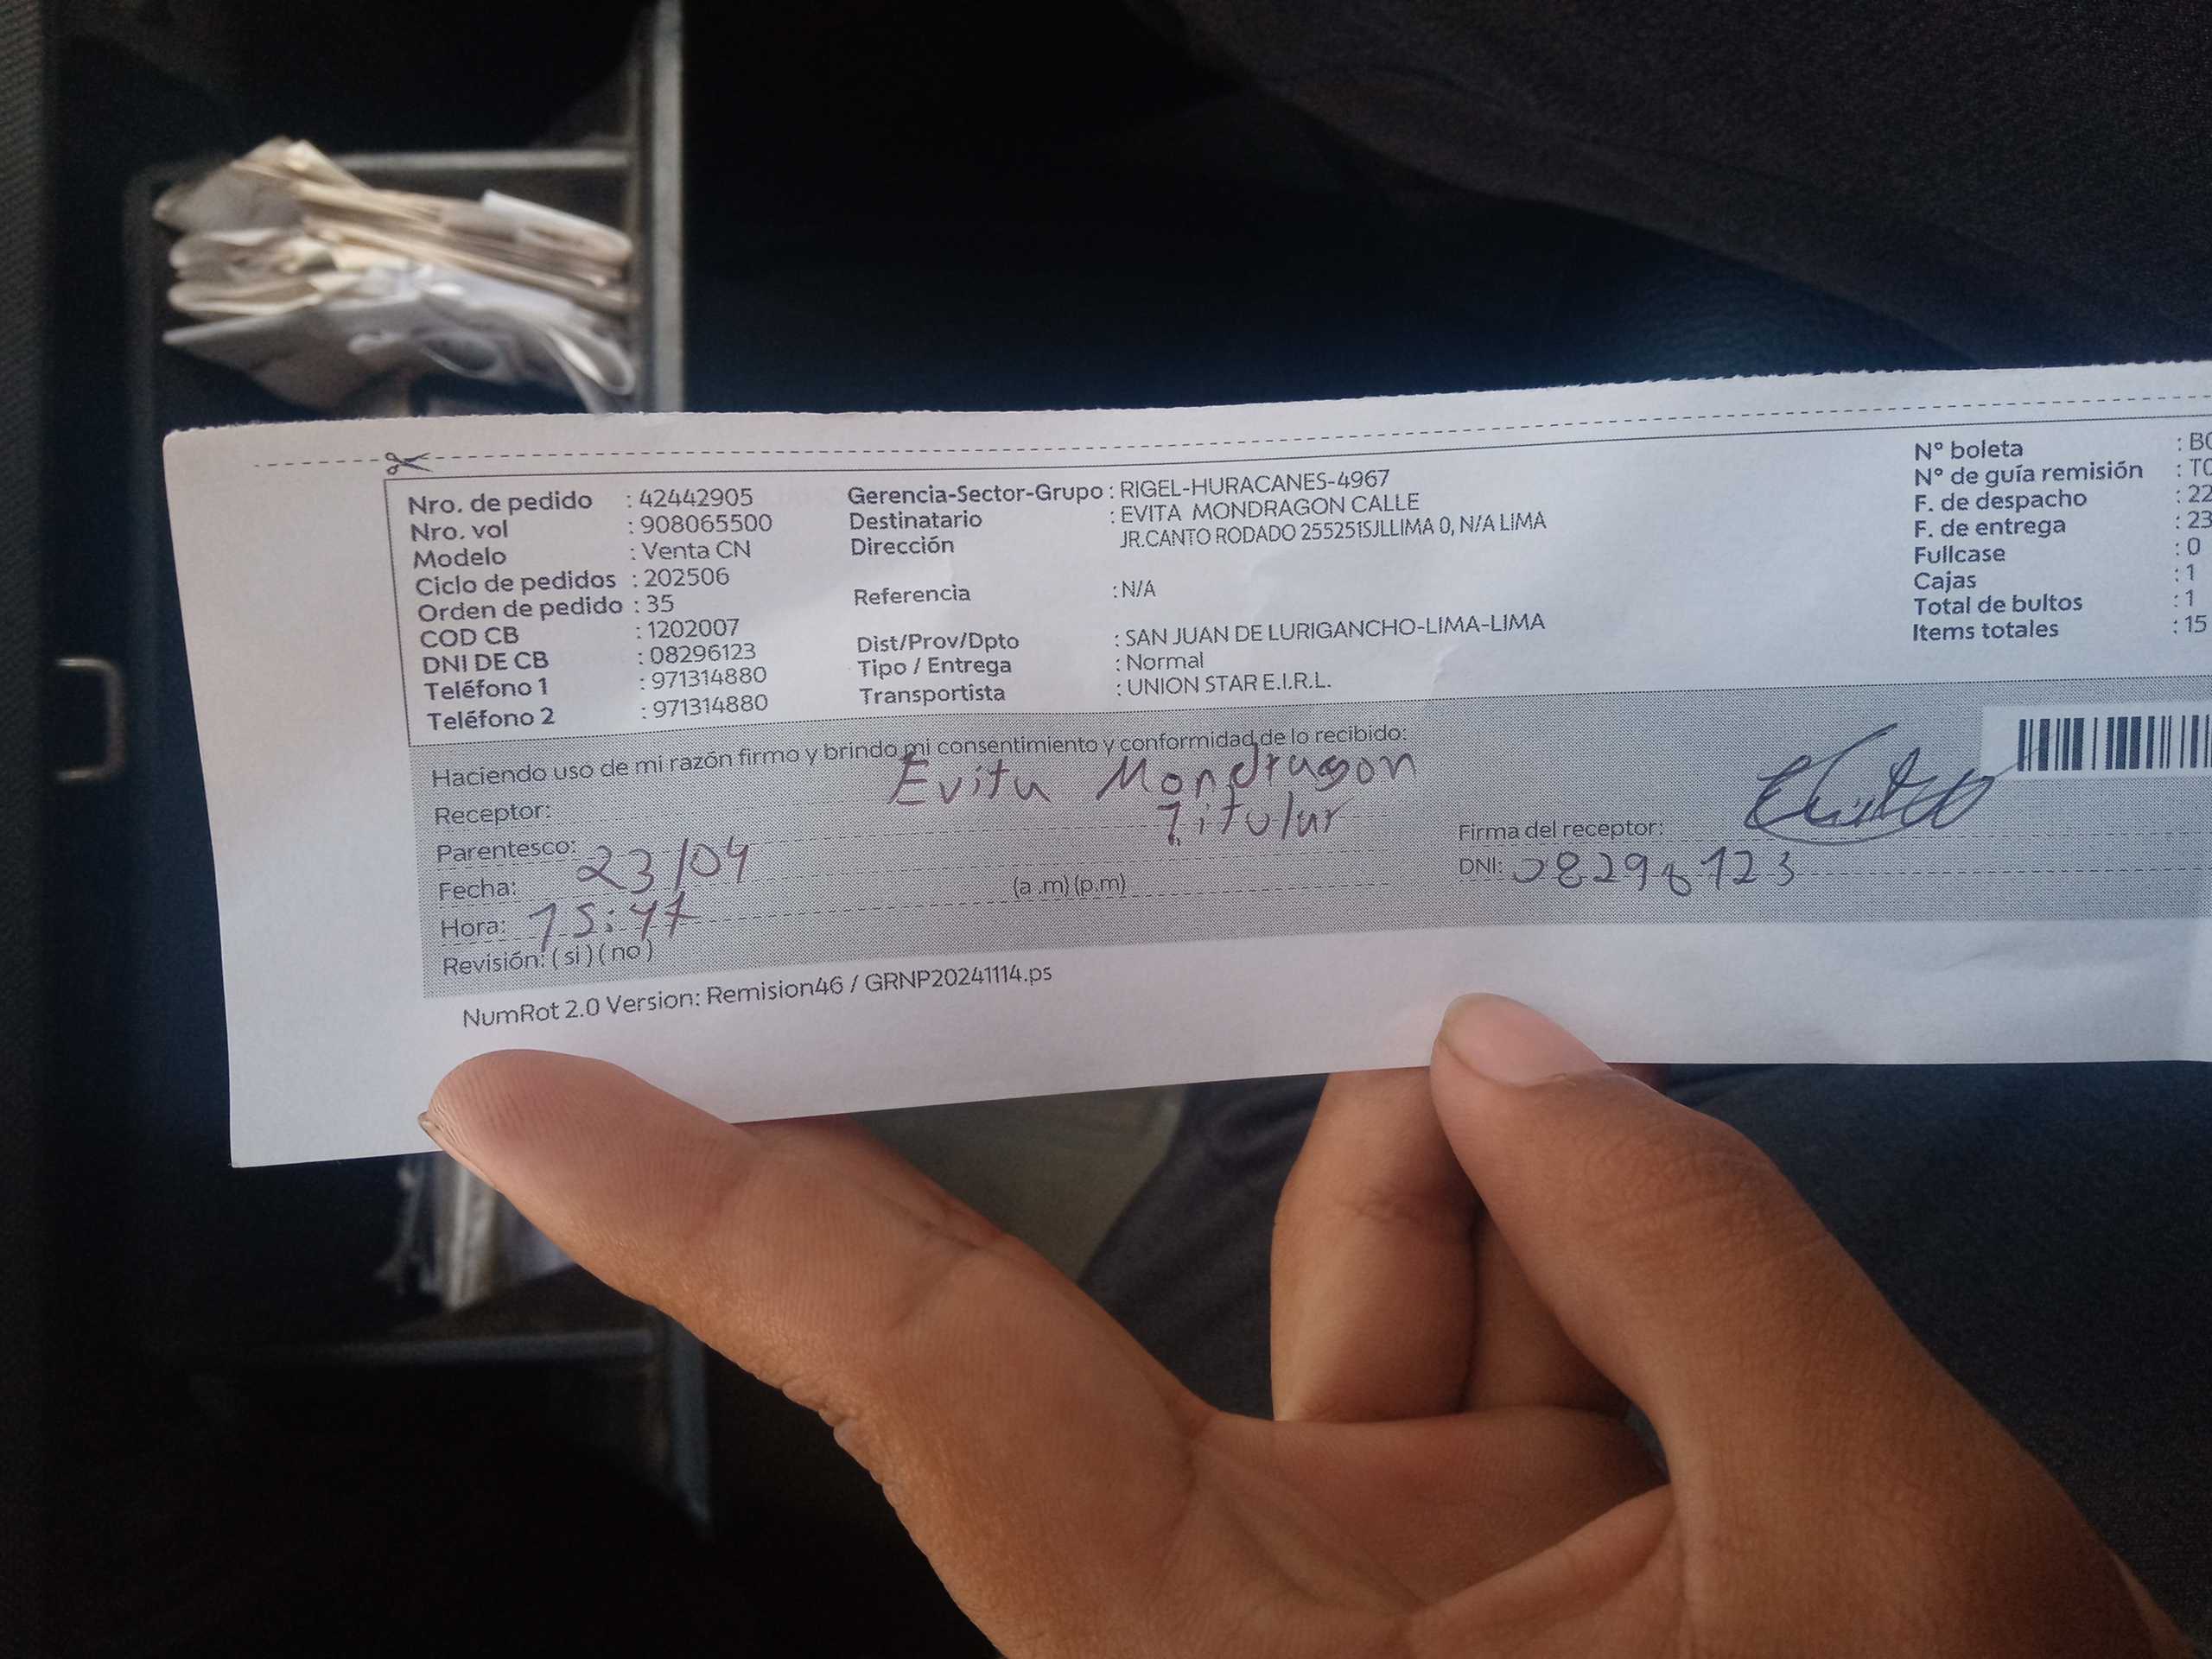 Nro. de pedido : 42442905
Nro. vol : 908065500
Modelo : Venta CN
Ciclo de pedidos : 202506
Orden de pedido : 35
COD CB : 1202007
DNI DE CB : 08296123
Teléfono 1 : 971314880
Teléfono 2 : 971314880
Gerencia-Sector-Grupo : RIGEL-HURACANES-4967
Destinatario : EVITA MONDRAGON CALLE
Dirección JR.CANTO RODADO 255251SJLLIMA 0, N/A LIMA
Referencia : N/A
Dist/Prov/Dpto : SAN JUAN DE LURIGANCHO-LIMA-LIMA
Tipo / Entrega : Normal
Transportista : UNION STAR E.I.R.L.
N° boleta : BO
N° de guía remisión : TO
F. de despacho : 22
F. de entrega : 23
Fullcase : 0
Cajas : 1
Total de bultos : 1
Items totales : 15
Haciendo uso de mi razón firmo y brindo mi consentimiento y conformidad de lo recibido:
Receptor: Evita Mondragon
Parentesco: Titular
Fecha: 23/04
Hora: 15:47 (a .m) (p.m)
Revisión: ( si ) ( no )
Firma del receptor:
DNI: 08296123
NumRot 2.0 Version: Remision46 / GRNP20241114.ps